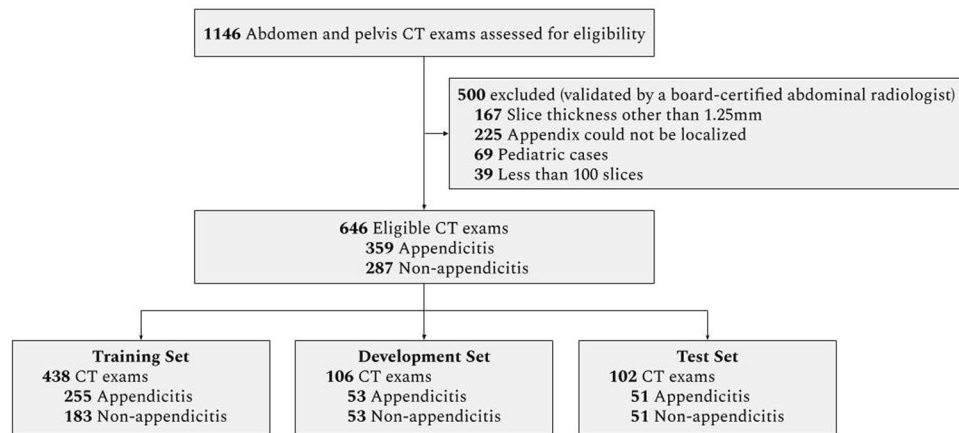 1146 Abdomen and pelvis CT exams assessed for eligibility
500 excluded (validated by a board-certified abdominal radiologist)
167 Slice thickness other than 1.25mm
225 Appendix could not be localized
69 Pediatric cases
39 Less than 100 slices
646 Eligible CT exams
359 Appendicitis
287 Non-appendicitis
Training Set
438 CT exams
255 Appendicitis
183 Non-appendicitis
Development Set
106 CT exams
53 Appendicitis
53 Non-appendicitis
Test Set
102 CT exams
51 Appendicitis
51 Non-appendicitis